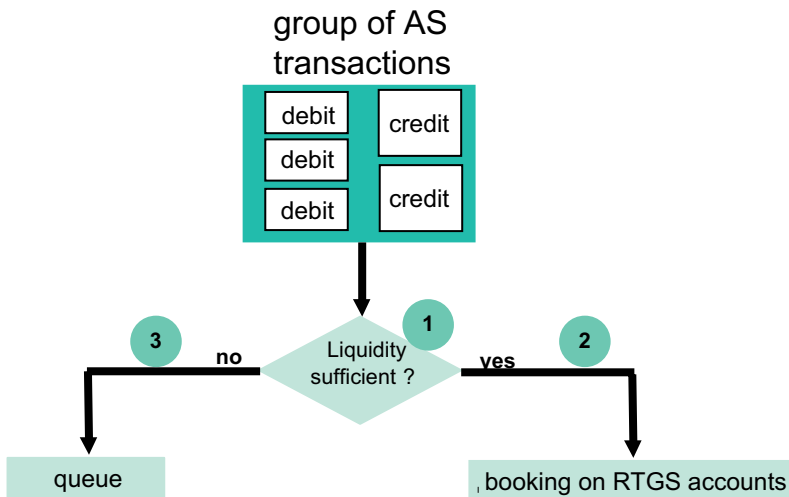 group of AS
transactions
debit
credit
debit
debit
credit
1
3
2
no
Liquidity
sufficient ?
yes
queue
booking on RTGS accounts